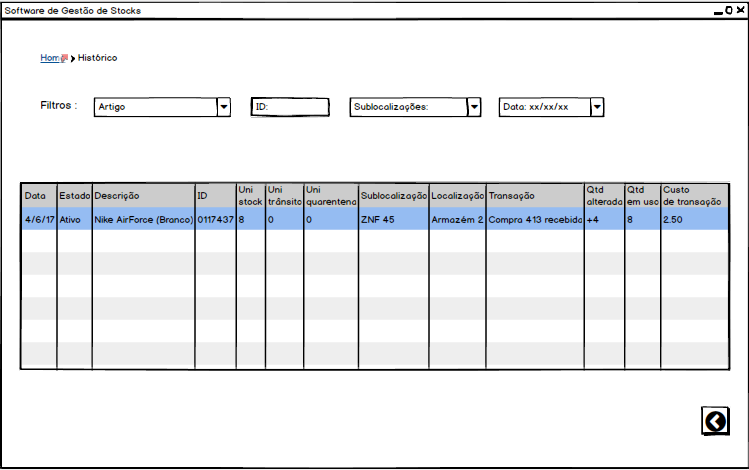 Software de Gestão de Stocks
Home Histórico
Filtros : Artigo ID: Sublocalizações: Data: xx/xx/xx
Data Estado Descrição ID Uni stock Uni trânsito Uni quarentena Sublocalização Localização Transação Qtd alterada Qtd em uso Custo de transação
4/6/17 Ativo Nike AirForce (Branco) 0117437 8 0 0 ZNF 45 Armazém 2 Compra 413 recebida +4 8 2.50